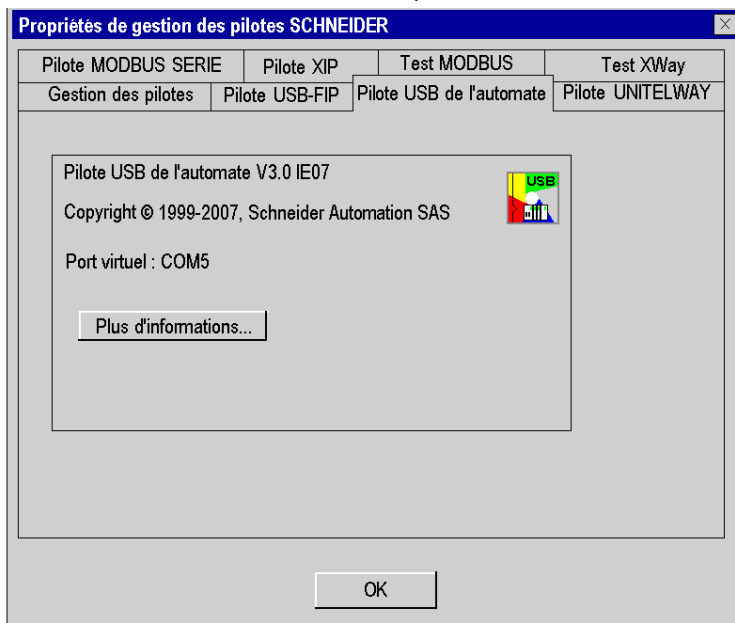 Propriétés de gestion des pilotes SCHNEIDER
Pilote MODBUS SERIE Pilote XIP Test MODBUS Test XWay
Gestion des pilotes Pilote USB-FIP Pilote USB de l'automate Pilote UNITELWAY
Pilote USB de l'automate V3.0 IE07
USB
Copyright © 1999-2007, Schneider Automation SAS
Port virtuel : COM5
Plus d'informations...
OK